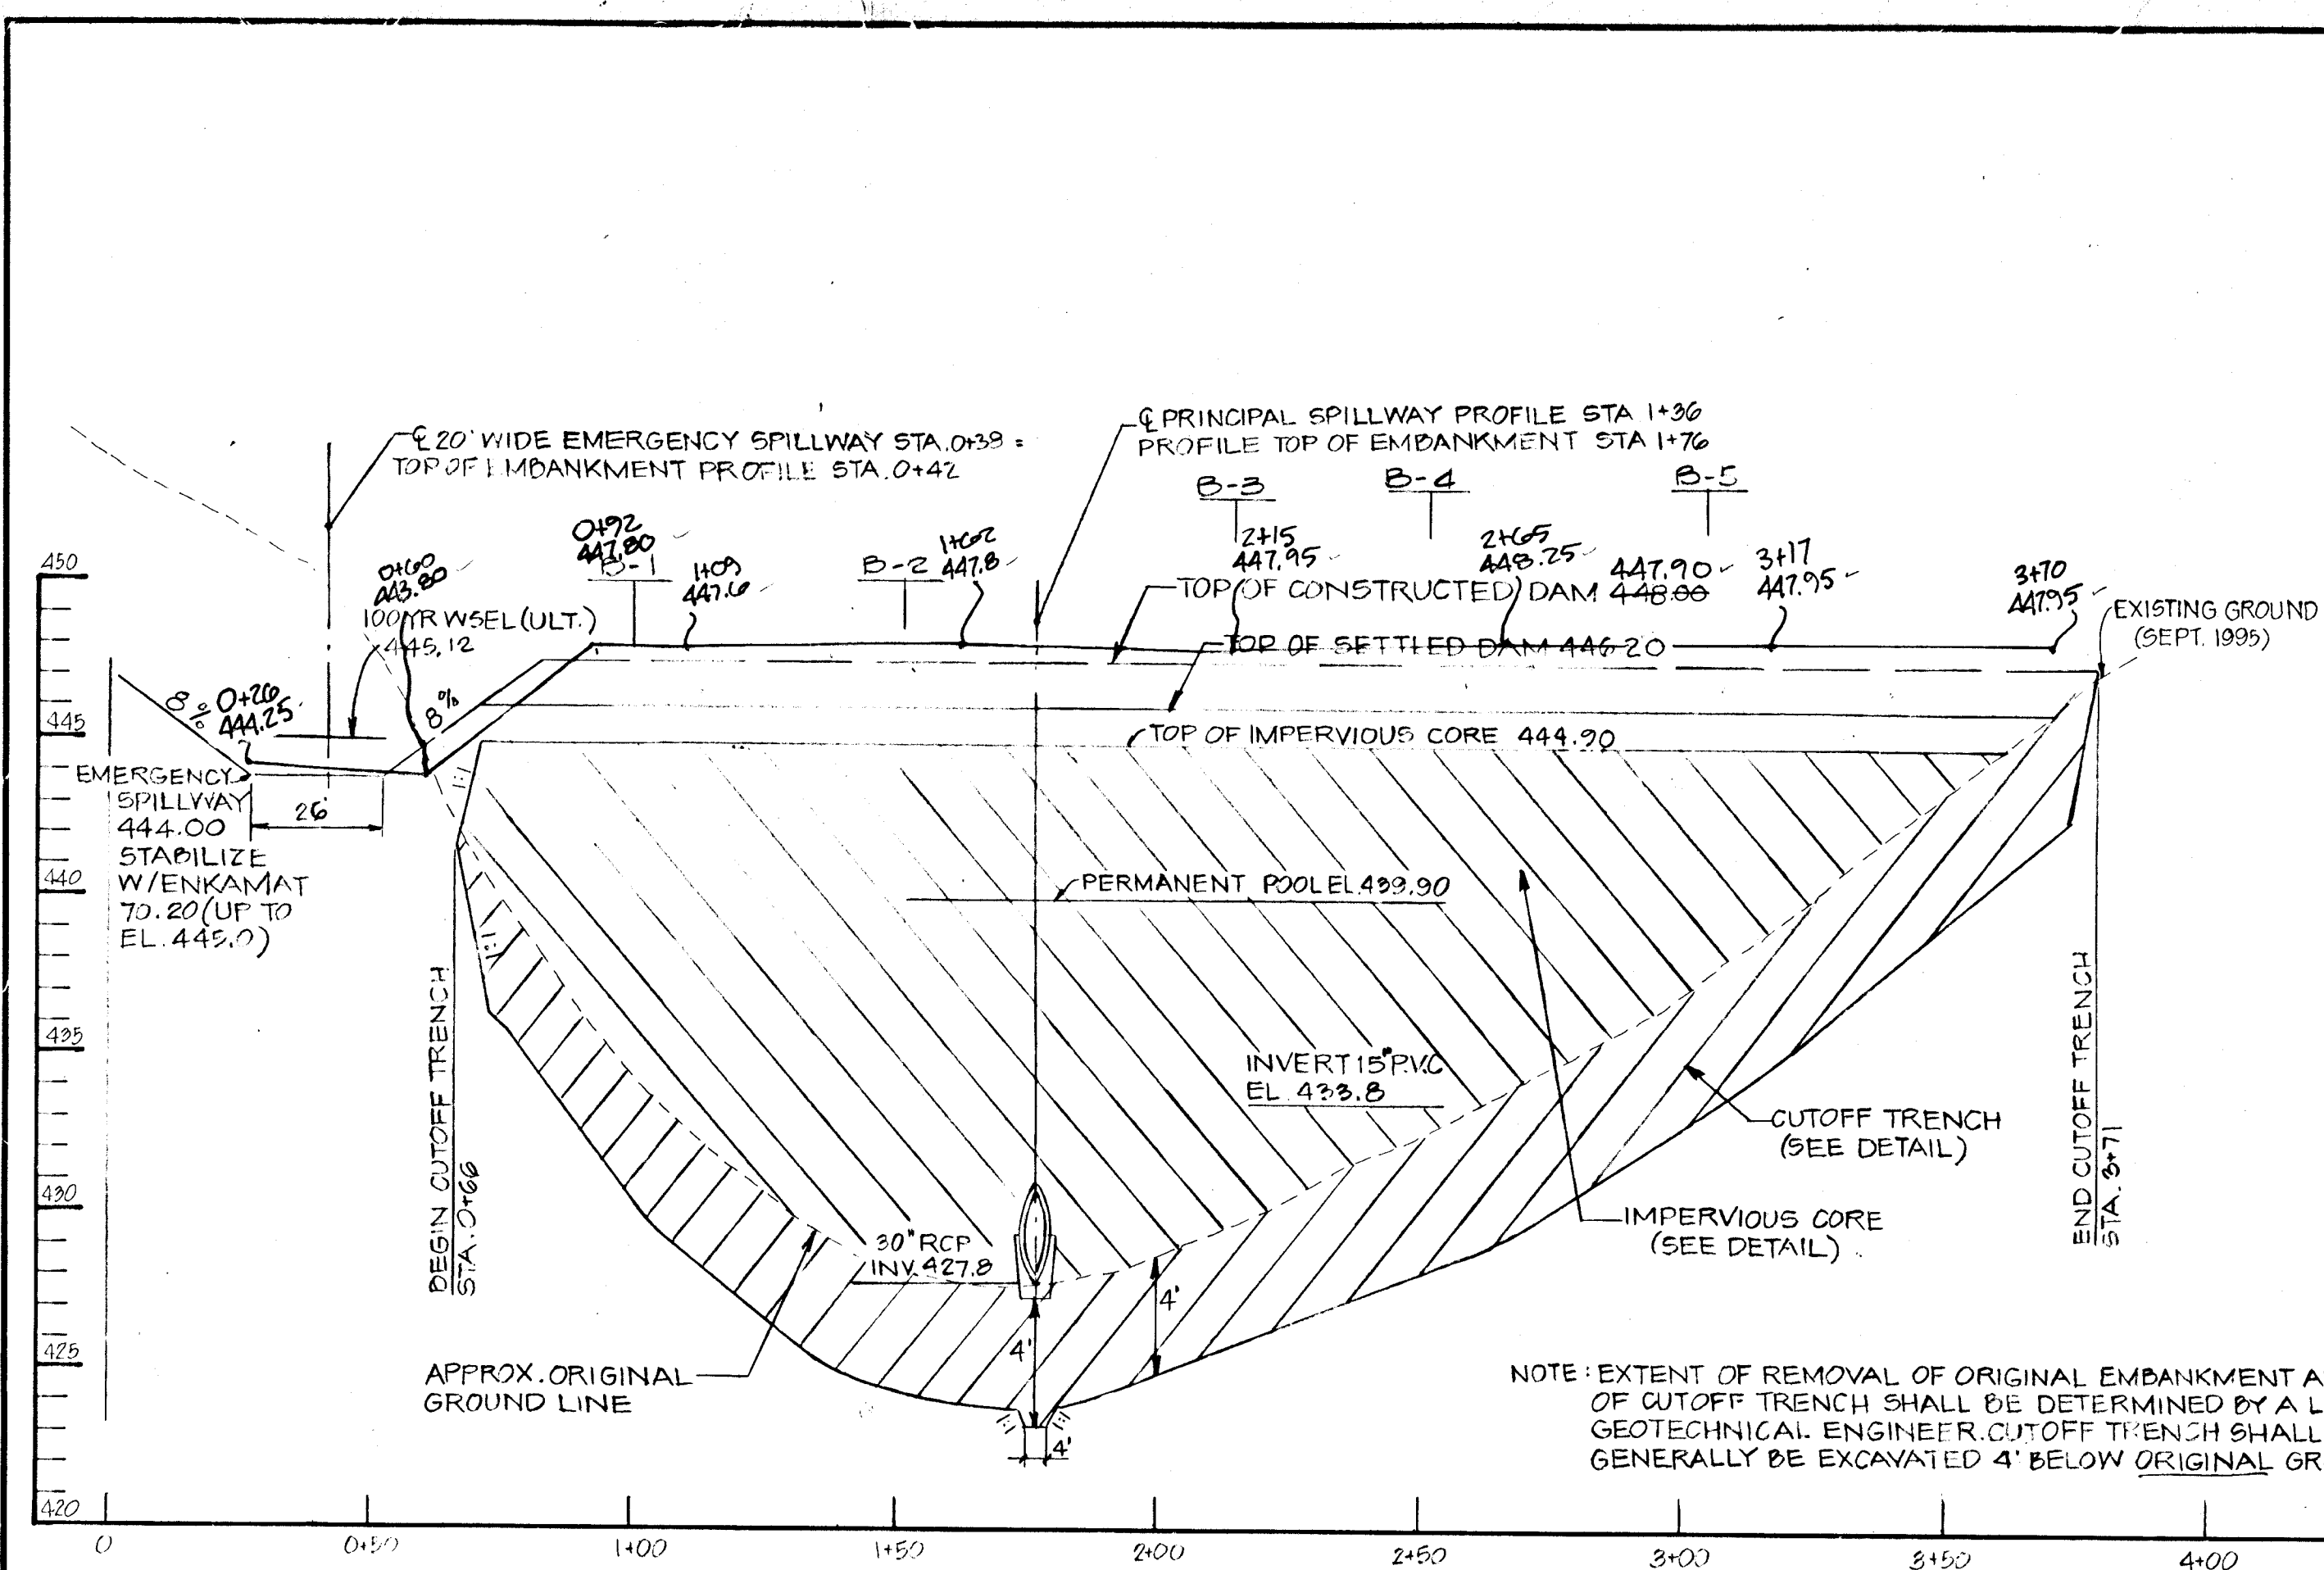 ℄ 20' WIDE EMERGENCY SPILLWAY STA. 0+39 =
TOP OF EMBANKMENT PROFILE STA. 0+42
℄ PRINCIPAL SPILLWAY PROFILE STA 1+36
PROFILE TOP OF EMBANKMENT STA 1+76
B-3
B-4
B-5
0+60
443.80
0+92
447.80
B-1
1+09
447.6
B-2
1+62
447.8
2+15
447.95
2+65
448.25
447.90
3+17
447.95
3+70
447.95
TOP OF CONSTRUCTED DAM 448.00
EXISTING GROUND
(SEPT. 1995)
100 YR WSEL (ULT.)
445.12
TOP OF SETTLED DAM 446.20
8%
0+26
444.25
8%
TOP OF IMPERVIOUS CORE 444.90
EMERGENCY
SPILLWAY
444.00
STABILIZE
W/ENKAMAT
70.20 (UP TO
EL. 445.0)
26'
1:1
1:1
PERMANENT POOL EL. 439.90
INVERT 15" P.V.C
EL. 433.8
BEGIN CUTOFF TRENCH
STA. 0+66
END CUTOFF TRENCH
STA. 3+71
CUTOFF TRENCH
(SEE DETAIL)
IMPERVIOUS CORE
(SEE DETAIL)
30" RCP
INV. 427.8
4'
4'
1:1
1:1
4'
APPROX. ORIGINAL
GROUND LINE
NOTE: EXTENT OF REMOVAL OF ORIGINAL EMBANKMENT A
OF CUTOFF TRENCH SHALL BE DETERMINED BY A L
GEOTECHNICAL ENGINEER. CUTOFF TRENCH SHALL
GENERALLY BE EXCAVATED 4' BELOW ORIGINAL GR
450
445
440
435
430
425
420
0
0+50
1+00
1+50
2+00
2+50
3+00
3+50
4+00